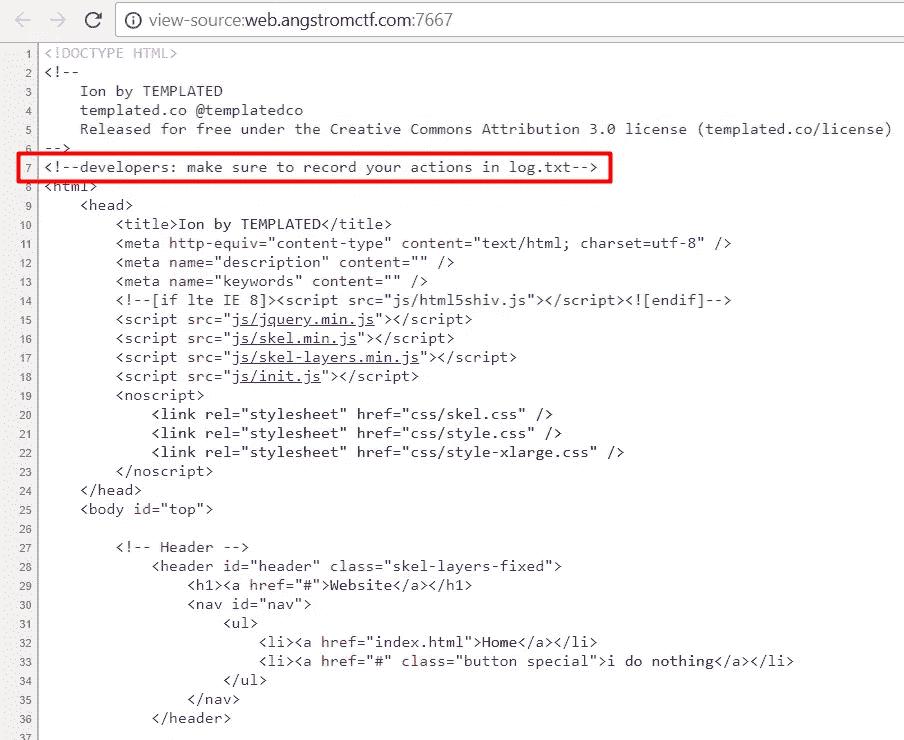 view-source:web.angstromctf.com:7667
1 <!DOCTYPE HTML>
2 <!--
3 Ion by TEMPLATED
4 templated.co @templatedco
5 Released for free under the Creative Commons Attribution 3.0 license (templated.co/license)
6 -->
7 <!--developers: make sure to record your actions in log.txt-->
8 <html>
9 <head>
10 <title>Ion by TEMPLATED</title>
11 <meta http-equiv="content-type" content="text/html; charset=utf-8" />
12 <meta name="description" content="" />
13 <meta name="keywords" content="" />
14 <!--[if lte IE 8]><script src="js/html5shiv.js"></script><![endif]-->
15 <script src="js/jquery.min.js"></script>
16 <script src="js/skel.min.js"></script>
17 <script src="js/skel-layers.min.js"></script>
18 <script src="js/init.js"></script>
19 <noscript>
20 <link rel="stylesheet" href="css/skel.css" />
21 <link rel="stylesheet" href="css/style.css" />
22 <link rel="stylesheet" href="css/style-xlarge.css" />
23 </noscript>
24 </head>
25 <body id="top">
26
27 <!-- Header -->
28 <header id="header" class="skel-layers-fixed">
29 <h1><a href="#">Website</a></h1>
30 <nav id="nav">
31 <ul>
32 <li><a href="index.html">Home</a></li>
33 <li><a href="#" class="button special">i do nothing</a></li>
34 </ul>
35 </nav>
36 </header>
37